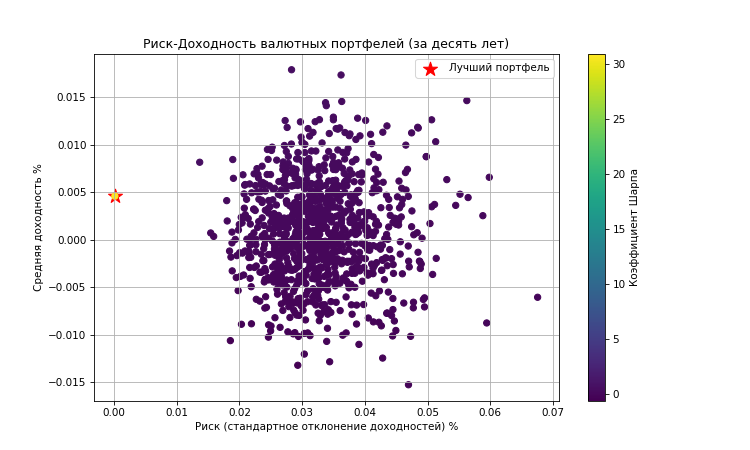 Риск-Доходность валютных портфелей (за десять лет)
Лучший портфель
Средняя доходность %
0.015
0.010
0.005
0.000
−0.005
−0.010
−0.015
0.00 0.01 0.02 0.03 0.04 0.05 0.06 0.07
Риск (стандартное отклонение доходностей) %
30
25
20
15
10
5
0
Коэффициент Шарпа